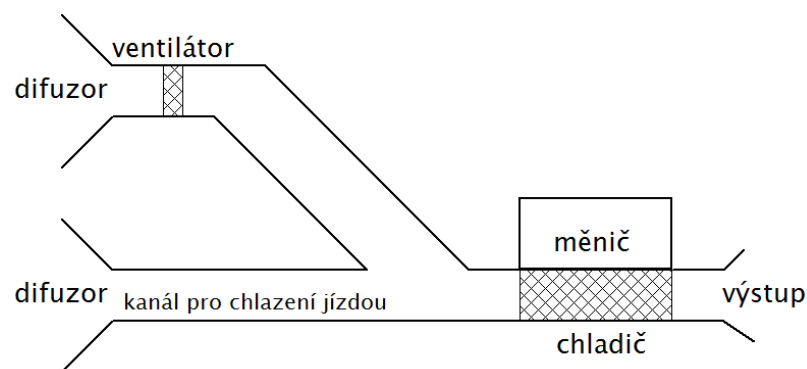 ventilátor
difuzor
měnič
difuzor
kanál pro chlazení jízdou
výstup
chladič